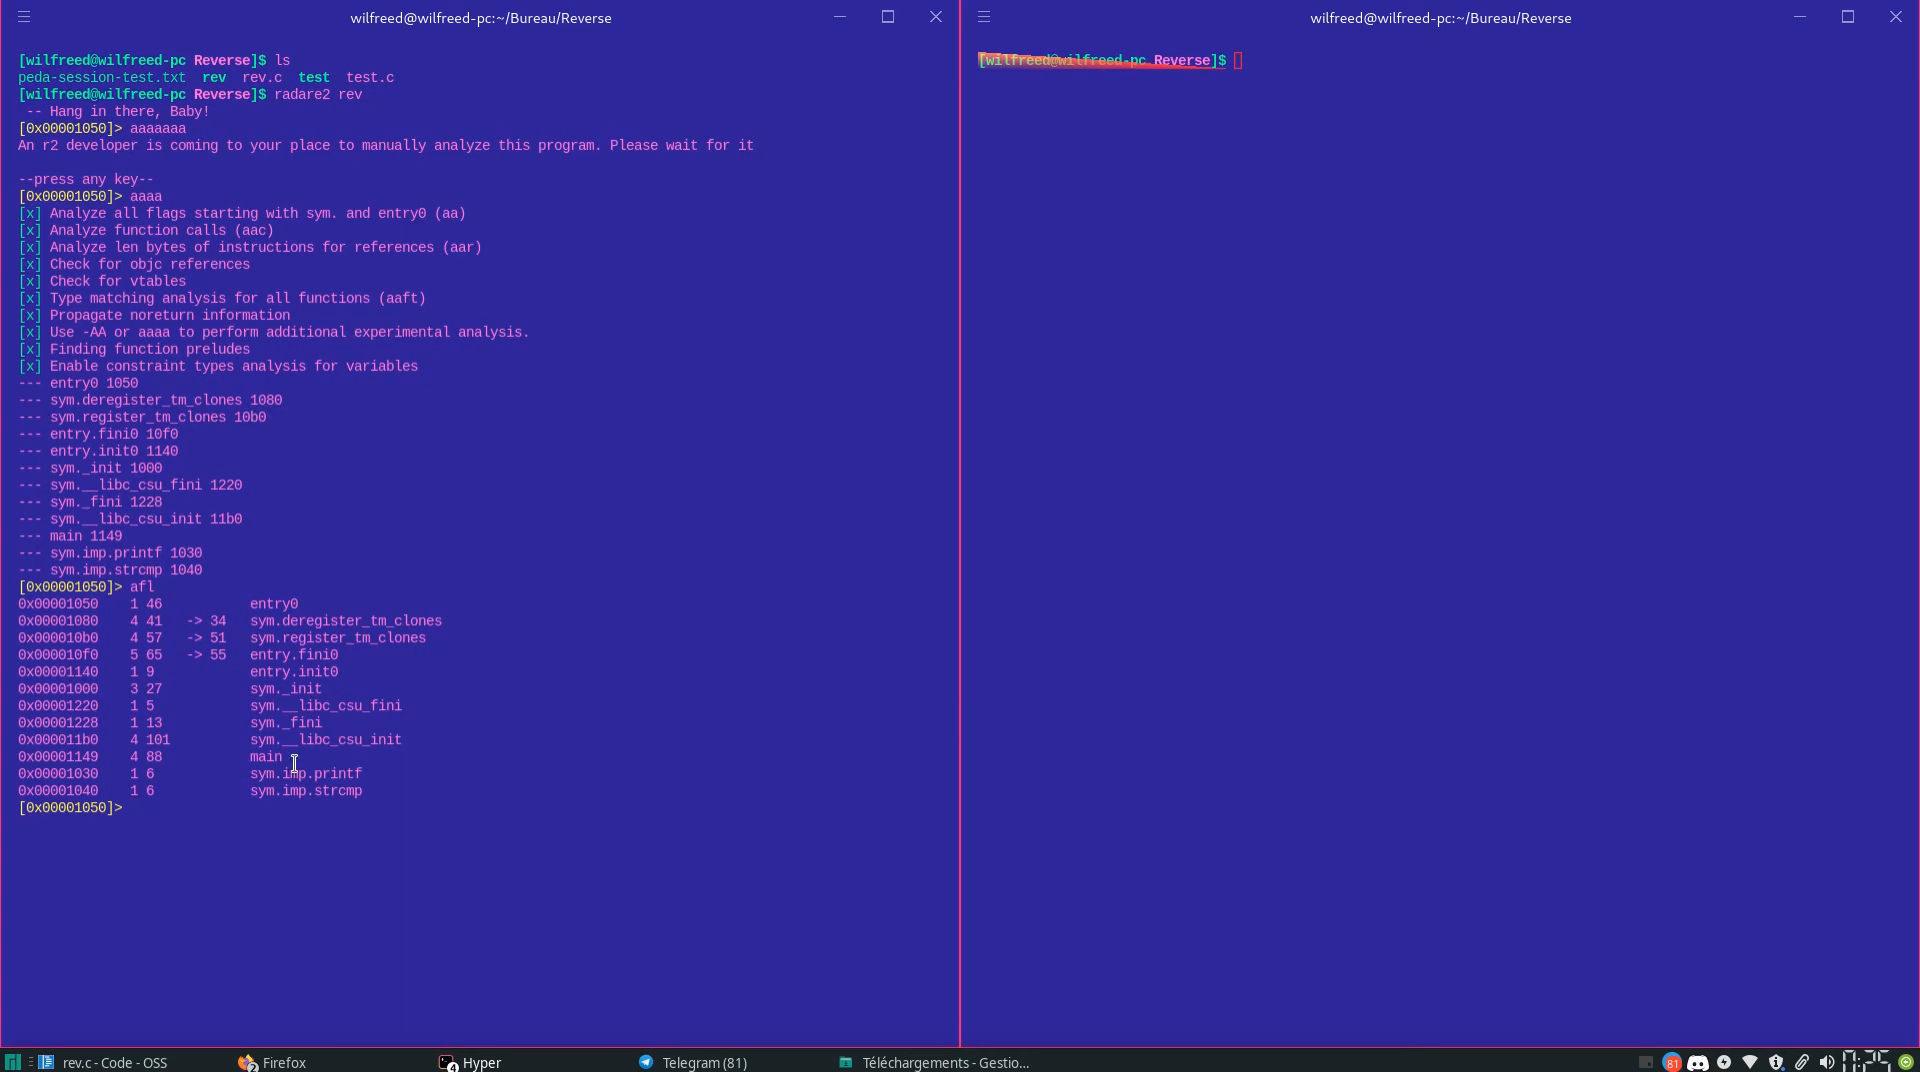 wilfreed@wilfreed-pc:~/Bureau/Reverse
[wilfreed@wilfreed-pc Reverse]$ ls
peda-session-test.txt  rev  rev.c  test  test.c
[wilfreed@wilfreed-pc Reverse]$ radare2 rev
 -- Hang in there, Baby!
[0x00001050]> aaaaaaa
An r2 developer is coming to your place to manually analyze this program. Please wait for it

--press any key--
[0x00001050]> aaaa
[x] Analyze all flags starting with sym. and entry0 (aa)
[x] Analyze function calls (aac)
[x] Analyze len bytes of instructions for references (aar)
[x] Check for objc references
[x] Check for vtables
[x] Type matching analysis for all functions (aaft)
[x] Propagate noreturn information
[x] Use -AA or aaaa to perform additional experimental analysis.
[x] Finding function preludes
[x] Enable constraint types analysis for variables
--- entry0 1050
--- sym.deregister_tm_clones 1080
--- sym.register_tm_clones 10b0
--- entry.fini0 10f0
--- entry.init0 1140
--- sym._init 1000
--- sym.__libc_csu_fini 1220
--- sym._fini 1228
--- sym.__libc_csu_init 11b0
--- main 1149
--- sym.imp.printf 1030
--- sym.imp.strcmp 1040
[0x00001050]> afl
0x00001050    1 46           entry0
0x00001080    4 41   -> 34   sym.deregister_tm_clones
0x000010b0    4 57   -> 51   sym.register_tm_clones
0x000010f0    5 65   -> 55   entry.fini0
0x00001140    1 9            entry.init0
0x00001000    3 27           sym._init
0x00001220    1 5            sym.__libc_csu_fini
0x00001228    1 13           sym._fini
0x000011b0    4 101          sym.__libc_csu_init
0x00001149    4 88           main
0x00001030    1 6            sym.imp.printf
0x00001040    1 6            sym.imp.strcmp
[0x00001050]>
wilfreed@wilfreed-pc:~/Bureau/Reverse
[wilfreed@wilfreed-pc Reverse]$
rev.c - Code - OSS
2 Firefox
4 Hyper
Telegram (81)
Téléchargements - Gestio...
81